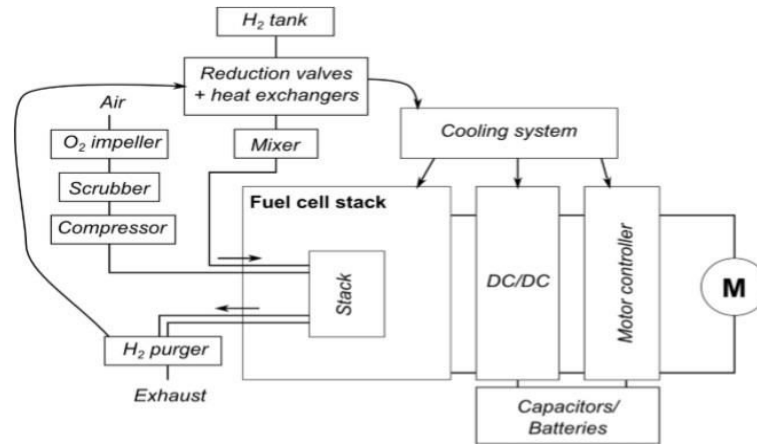 H₂ tank
Reduction valves
+ heat exchangers
Air
O₂ impeller
Mixer
Cooling system
Scrubber
Fuel cell stack
Compressor
Stack
DC/DC
Motor controller
M
H₂ purger
Exhaust
Capacitors/
Batteries